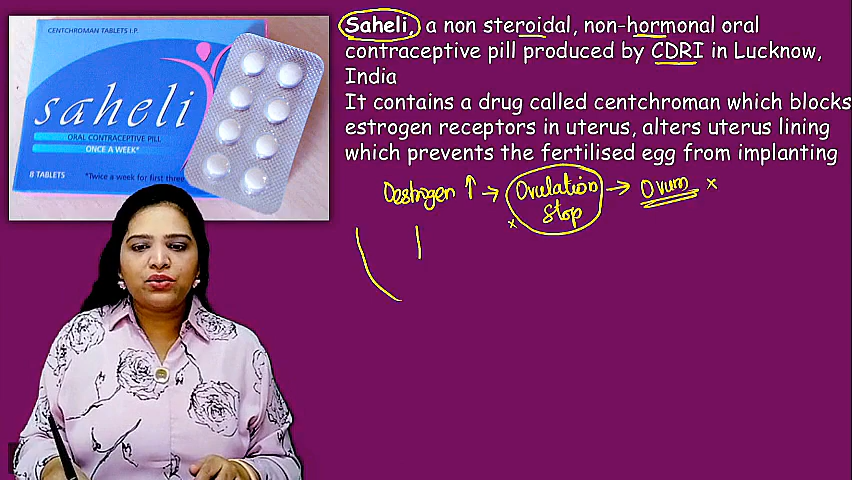 CENTCHROMAN TABLETS I.P.
saheli
ORAL CONTRACEPTIVE PILL
ONCE A WEEK*
8 TABLETS
*Twice a week for first three
Saheli, a non steroidal, non-hormonal oral
contraceptive pill produced by CDRI in Lucknow,
India
It contains a drug called centchroman which blocks
estrogen receptors in uterus, alters uterus lining
which prevents the fertilised egg from implanting
Oestrogen ↑ → Ovulation → Ovum x
Stop
x